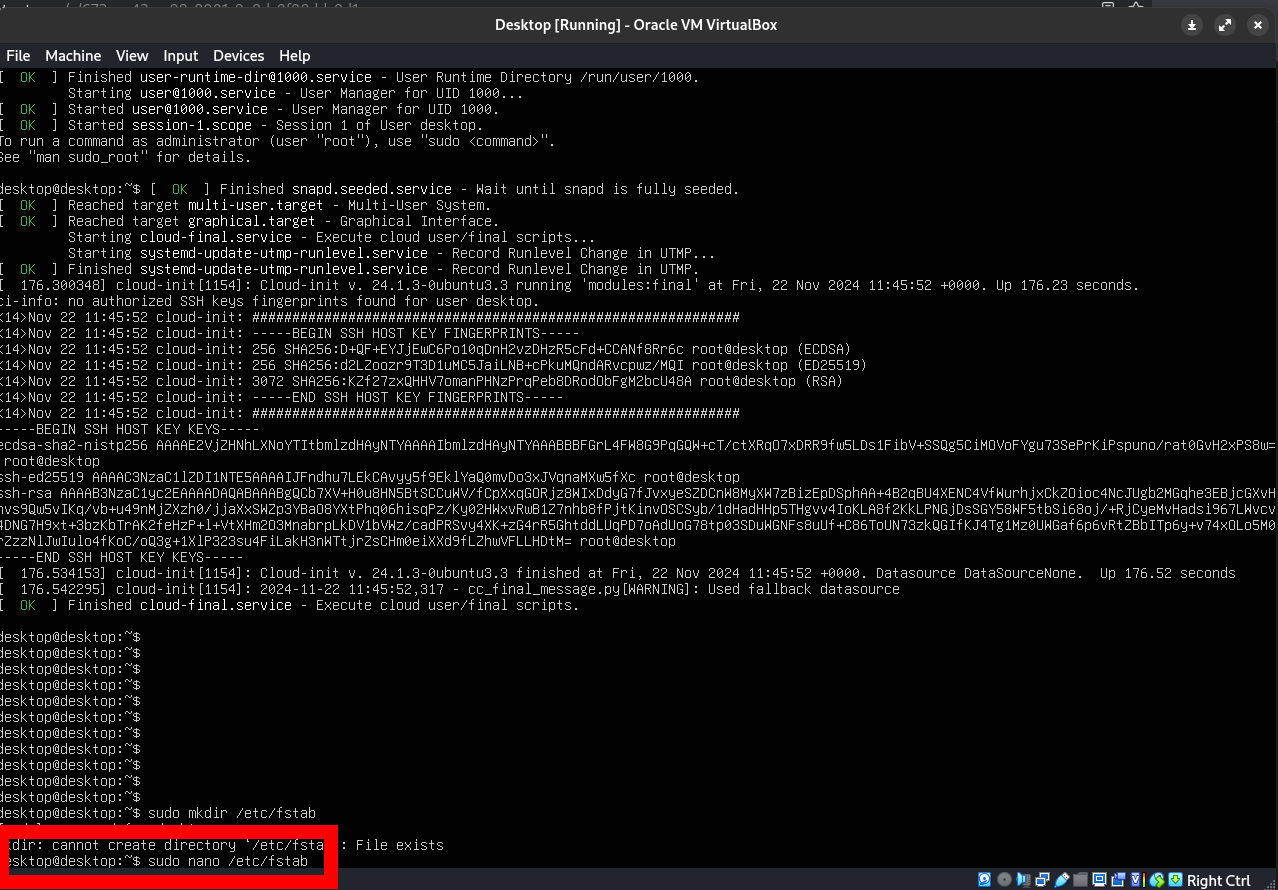 Desktop [Running] - Oracle VM VirtualBox
File Machine View Input Devices Help
[ OK ] Finished user-runtime-dir@1000.service - User Runtime Directory /run/user/1000.
Starting user@1000.service - User Manager for UID 1000...
[ OK ] Started user@1000.service - User Manager for UID 1000.
[ OK ] Started session-1.scope - Session 1 of User desktop.
To run a command as administrator (user "root"), use "sudo <command>".
See "man sudo_root" for details.
desktop@desktop:~$ [ OK ] Finished snapd.seeded.service - Wait until snapd is fully seeded.
[ OK ] Reached target multi-user.target - Multi-User System.
[ OK ] Reached target graphical.target - Graphical Interface.
Starting cloud-final.service - Execute cloud user/final scripts...
Starting systemd-update-utmp-runlevel.service - Record Runlevel Change in UTMP...
[ OK ] Finished systemd-update-utmp-runlevel.service - Record Runlevel Change in UTMP.
[ 176.300348] cloud-init[1154]: Cloud-init v. 24.1.3-0ubuntu3.3 running 'modules:final' at Fri, 22 Nov 2024 11:45:52 +0000. Up 176.23 seconds.
ci-info: no authorized SSH keys fingerprints found for user desktop.
<14>Nov 22 11:45:52 cloud-init: #############################################################
<14>Nov 22 11:45:52 cloud-init: -----BEGIN SSH HOST KEY FINGERPRINTS-----
<14>Nov 22 11:45:52 cloud-init: 256 SHA256:D+QF+EYJjEwC6Po10qDnH2vzDHzR5cFd+CCANf8Rr6c root@desktop (ECDSA)
<14>Nov 22 11:45:52 cloud-init: 256 SHA256:d2LZoozr9T3D1uMC5JaiLNB+cPkuMQndARvcpwz/MQI root@desktop (ED25519)
<14>Nov 22 11:45:52 cloud-init: 3072 SHA256:KZf27zxQHHV7omanPHNzPrqPeb8DRodObFgM2bcU48A root@desktop (RSA)
<14>Nov 22 11:45:52 cloud-init: -----END SSH HOST KEY FINGERPRINTS-----
<14>Nov 22 11:45:52 cloud-init: #############################################################
-----BEGIN SSH HOST KEY KEYS-----
ecdsa-sha2-nistp256 AAAAE2VjZHNhLXNoYTItbmlzdHAyNTYAAAAIbmlzdHAyNTYAAABBBFGrL4FW8G9PqGQW+cT/ctXRqO7xDRR9fw5LDs1FibV+SSQg5CiMOVoFYgu73SePrKiPspuno/rat0GvH2xPS8w=
root@desktop
ssh-ed25519 AAAAC3NzaC1lZDI1NTE5AAAAIJFndhu7LEkCAvyy5f9EklYaQ0mvDo3xJVqnaMXw5fXc root@desktop
ssh-rsa AAAAB3NzaC1yc2EAAAADAQABAAABgQCb7XV+H0u8HN5BtSCCuWV/fCpXxqGORjz8WIxDdyG7fJvxyeSZDCnW8MyXW7zBizEpDSphAA+4B2qBU4XENC4VfWurhjxCkZOioc4NcJUgb2MGqhe3EBjcGXvH
nvs9Qw5vIKq/vb+u49nMjZXzh0/jjaXxSWZp3YBaO8YXtPhq06hisqPz/Ky02HWxvRwB1Z7nhb8fPjtKinvOSCSyb/1dHadHHp5THgvv4IoKLA8f2KkLPNGjDsSGY58WF5tbSi68oj/+RjCyeMvHadsi967LWvcv
4DNG7H9xt+3bzKbTrAK2feHzP+l+VtXHm2O3MnabrpLkDV1bVWz/cadPRSvy4XK+zG4rR5GhtddLUqPD7oAdUoG78tp03SDuWGNFs8uUf+C86ToUN73zkQGIfKJ4Tg1Mz0UWGaf6p6vRtZBbITp6y+v74xOLo5M0
rZzzNlJwIulo4fKoC/oQ3g+1XlP323su4FiLakH3nWTtjrZsCHm0eiXXd9fLZhwVFLLHDtM= root@desktop
-----END SSH HOST KEY KEYS-----
[ 176.534153] cloud-init[1154]: Cloud-init v. 24.1.3-0ubuntu3.3 finished at Fri, 22 Nov 2024 11:45:52 +0000. Datasource DataSourceNone. Up 176.52 seconds
[ 176.542295] cloud-init[1154]: 2024-11-22 11:45:52,317 - cc_final_message.py[WARNING]: Used fallback datasource
[ OK ] Finished cloud-final.service - Execute cloud user/final scripts.
desktop@desktop:~$
desktop@desktop:~$
desktop@desktop:~$
desktop@desktop:~$
desktop@desktop:~$
desktop@desktop:~$
desktop@desktop:~$
desktop@desktop:~$
desktop@desktop:~$
desktop@desktop:~$
desktop@desktop:~$
desktop@desktop:~$ sudo mkdir /etc/fstab
kdir: cannot create directory '/etc/fsta : File exists
esktop@desktop:~$ sudo nano /etc/fstab
Right Ctrl